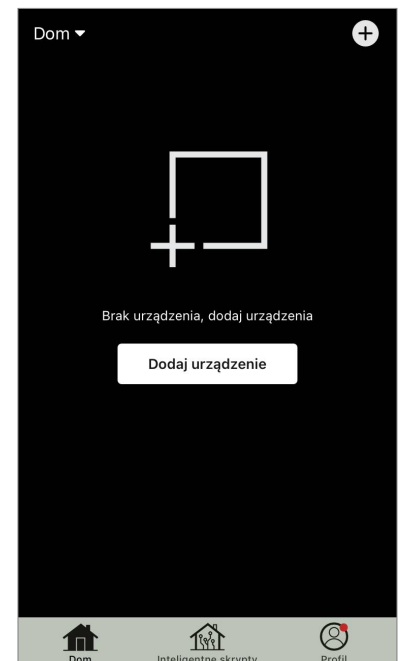 Dom
Brak urządzenia, dodaj urządzenia
Dodaj urządzenie
Dom
Inteligentne skrypty
Profil